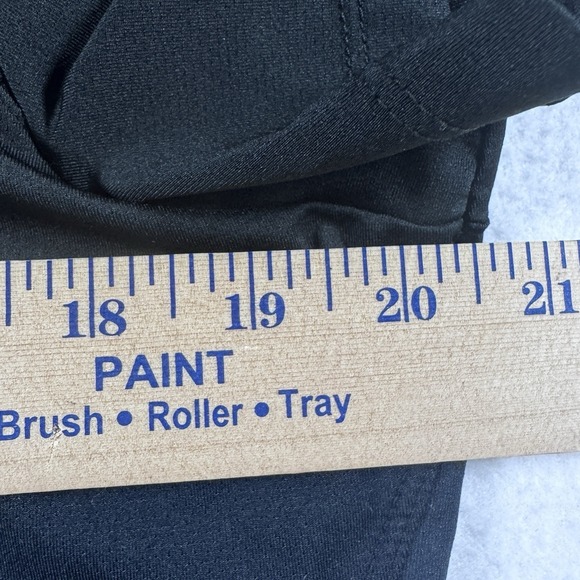 18 19 20 21
PAINT
Brush • Roller • Tray